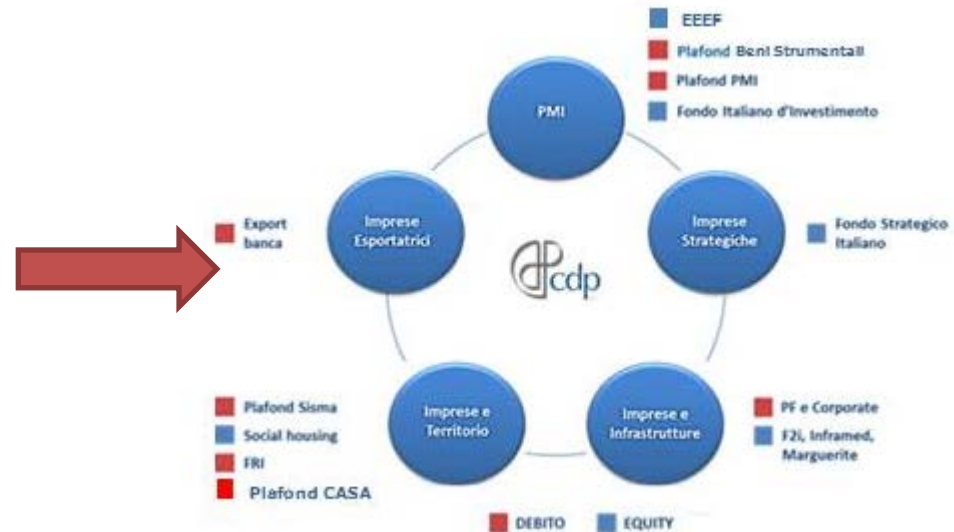 EEEF
Plafond Beni Strumentali
Plafond PMI
Fondo Italiano d'Investimento
PMI
Export
banca
Imprese
Esportatrici
Imprese
Strategiche
Fondo Strategico
Italiano
cdp
Plafond Sisma
Social housing
FRI
Plafond CASA
Imprese e
Territorio
Imprese e
Infrastrutture
PF e Corporate
F2i, Inframed,
Marguerite
DEBITO
EQUITY